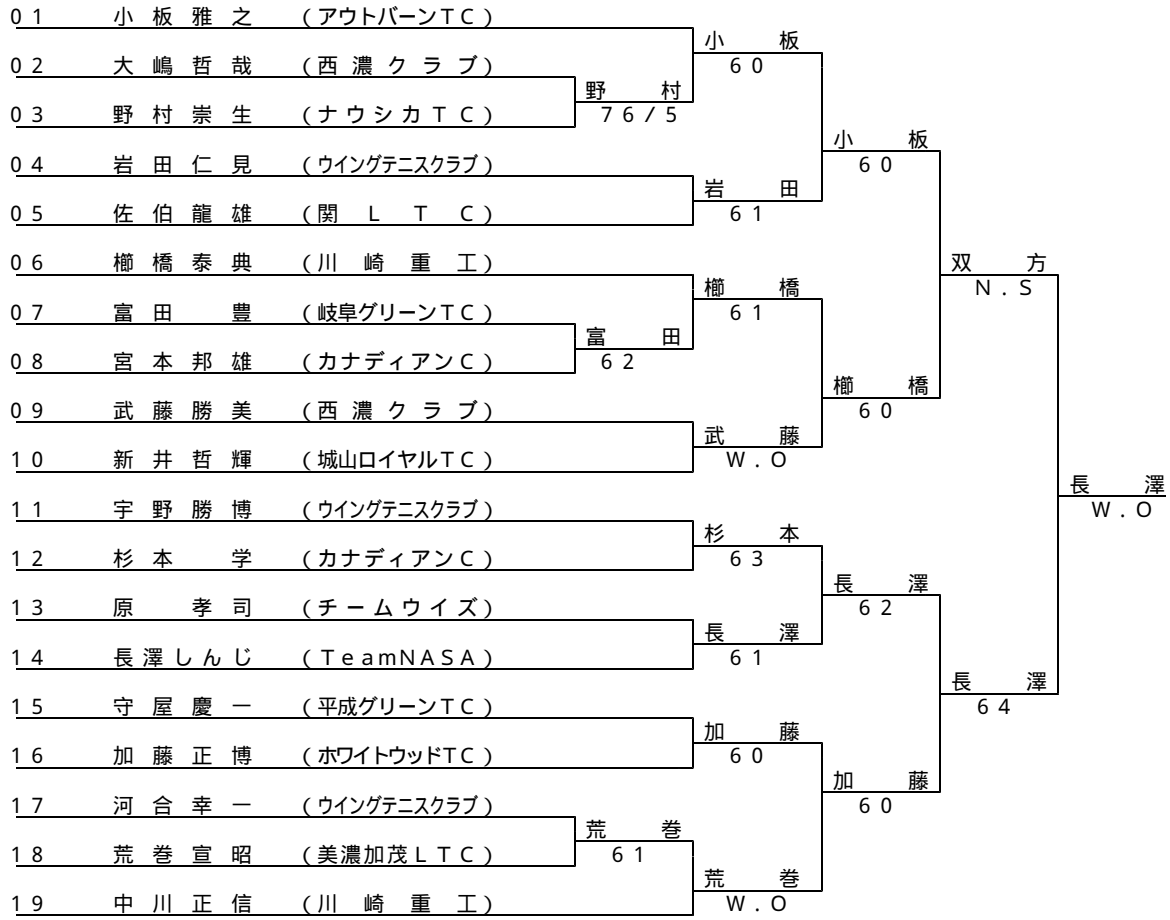 01 小板雅之 (アウトバーンTC)
小板
02 大嶋哲哉 (西濃クラブ)
60
野村
03 野村崇生 (ナウシカTC)
76/5
小板
04 岩田仁見 (ウイングテニスクラブ)
60
岩田
05 佐伯龍雄 (関LTC)
61
06 櫛橋泰典 (川崎重工)
双方
N.S
櫛橋
07 富田豊 (岐阜グリーンTC)
61
富田
08 宮本邦雄 (カナディアンC)
62
櫛橋
09 武藤勝美 (西濃クラブ)
60
武藤
10 新井哲輝 (城山ロイヤルTC)
W.O
長澤
11 宇野勝博 (ウイングテニスクラブ)
W.O
杉本
12 杉本学 (カナディアンC)
63
長澤
13 原孝司 (チームウイズ)
62
長澤
14 長澤しんじ (TeamNASA)
61
長澤
15 守屋慶一 (平成グリーンTC)
64
加藤
16 加藤正博 (ホワイトウッドTC)
60
加藤
17 河合幸一 (ウイングテニスクラブ)
60
荒巻
18 荒巻宣昭 (美濃加茂LTC)
61
荒巻
19 中川正信 (川崎重工)
W.O